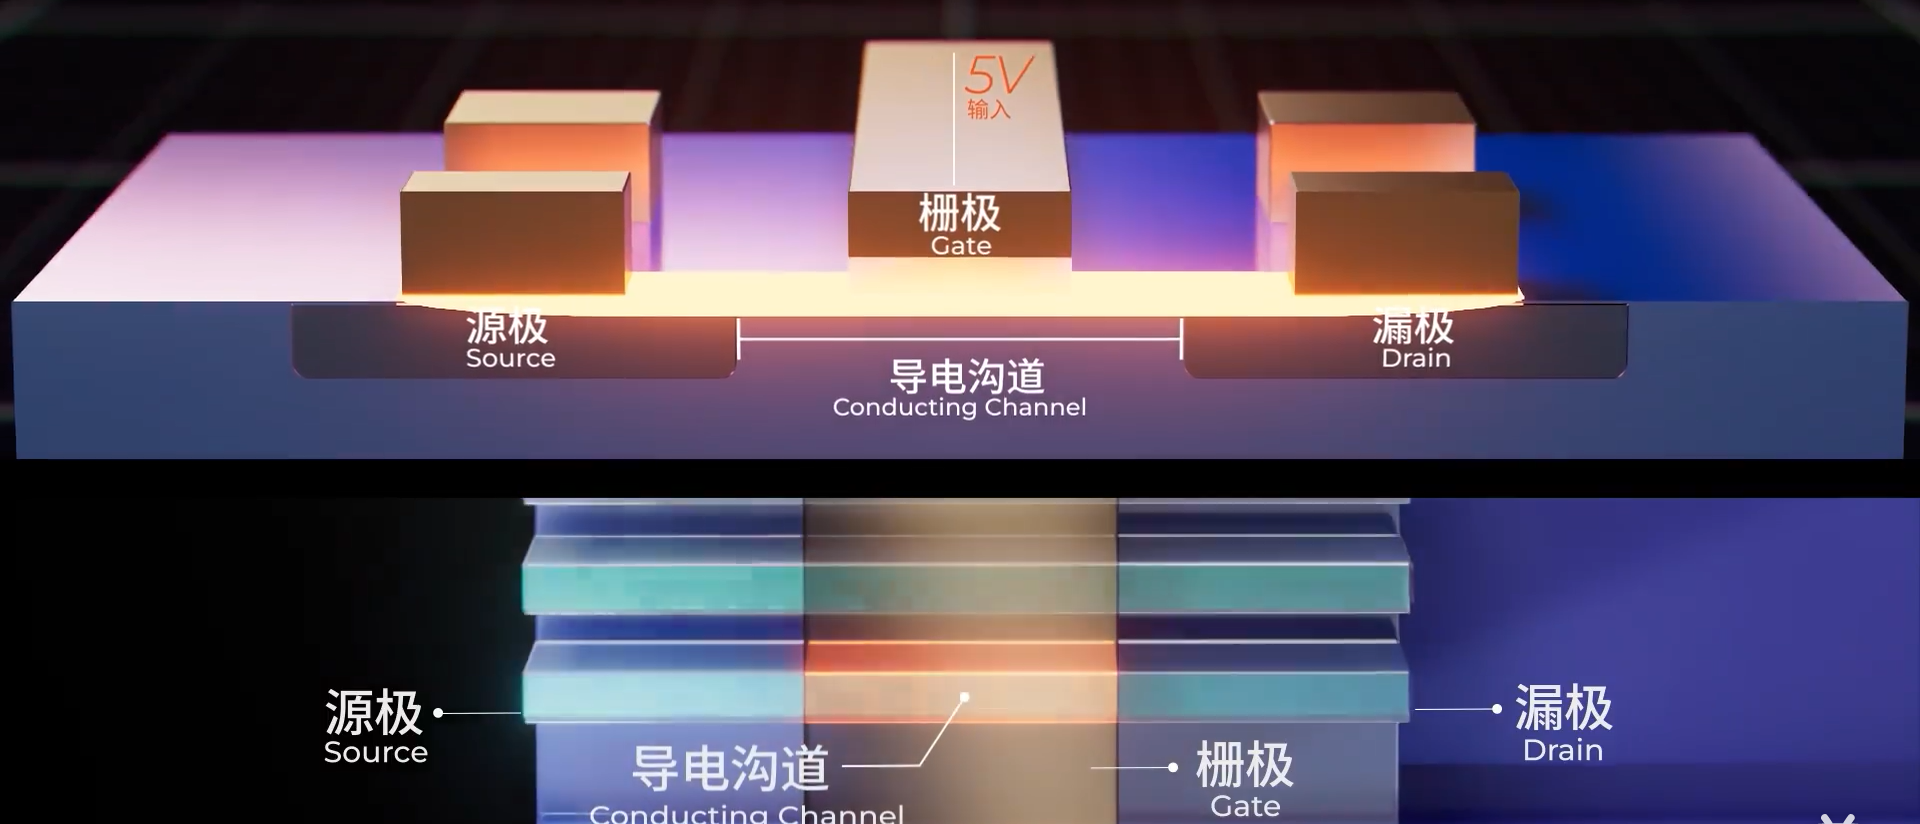 5V
输入
栅极
Gate
源极
Source
漏极
Drain
导电沟道
Conducting Channel
源极
Source
导电沟道
Conducting Channel
栅极
Gate
漏极
Drain